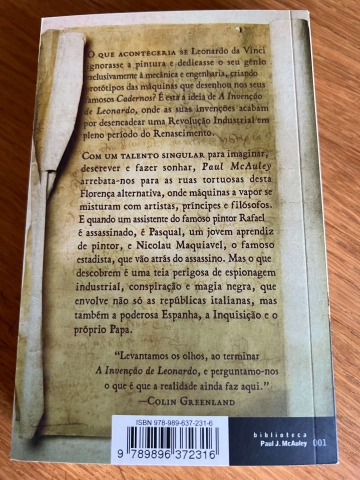 O QUE ACONTECERIA se Leonardo da Vinci
ignorasse a pintura e dedicasse o seu génio
exclusivamente à mecânica e engenharia, criando
protótipos das máquinas que desenhou nos seus
famosos Cadernos? É está a ideia de A Invenção
de Leonardo, onde as suas invenções acabam
por desencadear uma Revolução Industrial em
pleno período do Renascimento.
COM UM TALENTO SINGULAR para imaginar,
descrever e fazer sonhar, Paul McAuley
arrebata-nos para as ruas tortuosas desta
Florença alternativa, onde máquinas a vapor se
misturam com artistas, príncipes e filósofos.
E quando um assistente do famoso pintor Rafael
é assassinado, é Pasqual, um jovem aprendiz
de pintor, e Nicolau Maquiavel, o famoso
estadista, que vão atrás do assassino. Mas o que
descobrem é uma teia perigosa de espionagem
industrial, conspiração e magia negra, que
envolve não só as repúblicas italianas, mas
também a poderosa Espanha, a Inquisição e o
próprio Papa.
“Levantamos os olhos, ao terminar
A Invenção de Leonardo, e perguntamo-nos
o que é que a realidade ainda faz aqui.”
—COLIN GREENLAND
ISBN 978-989-637-231-6
9 789896 372316
biblioteca
Paul J. McAuley 001